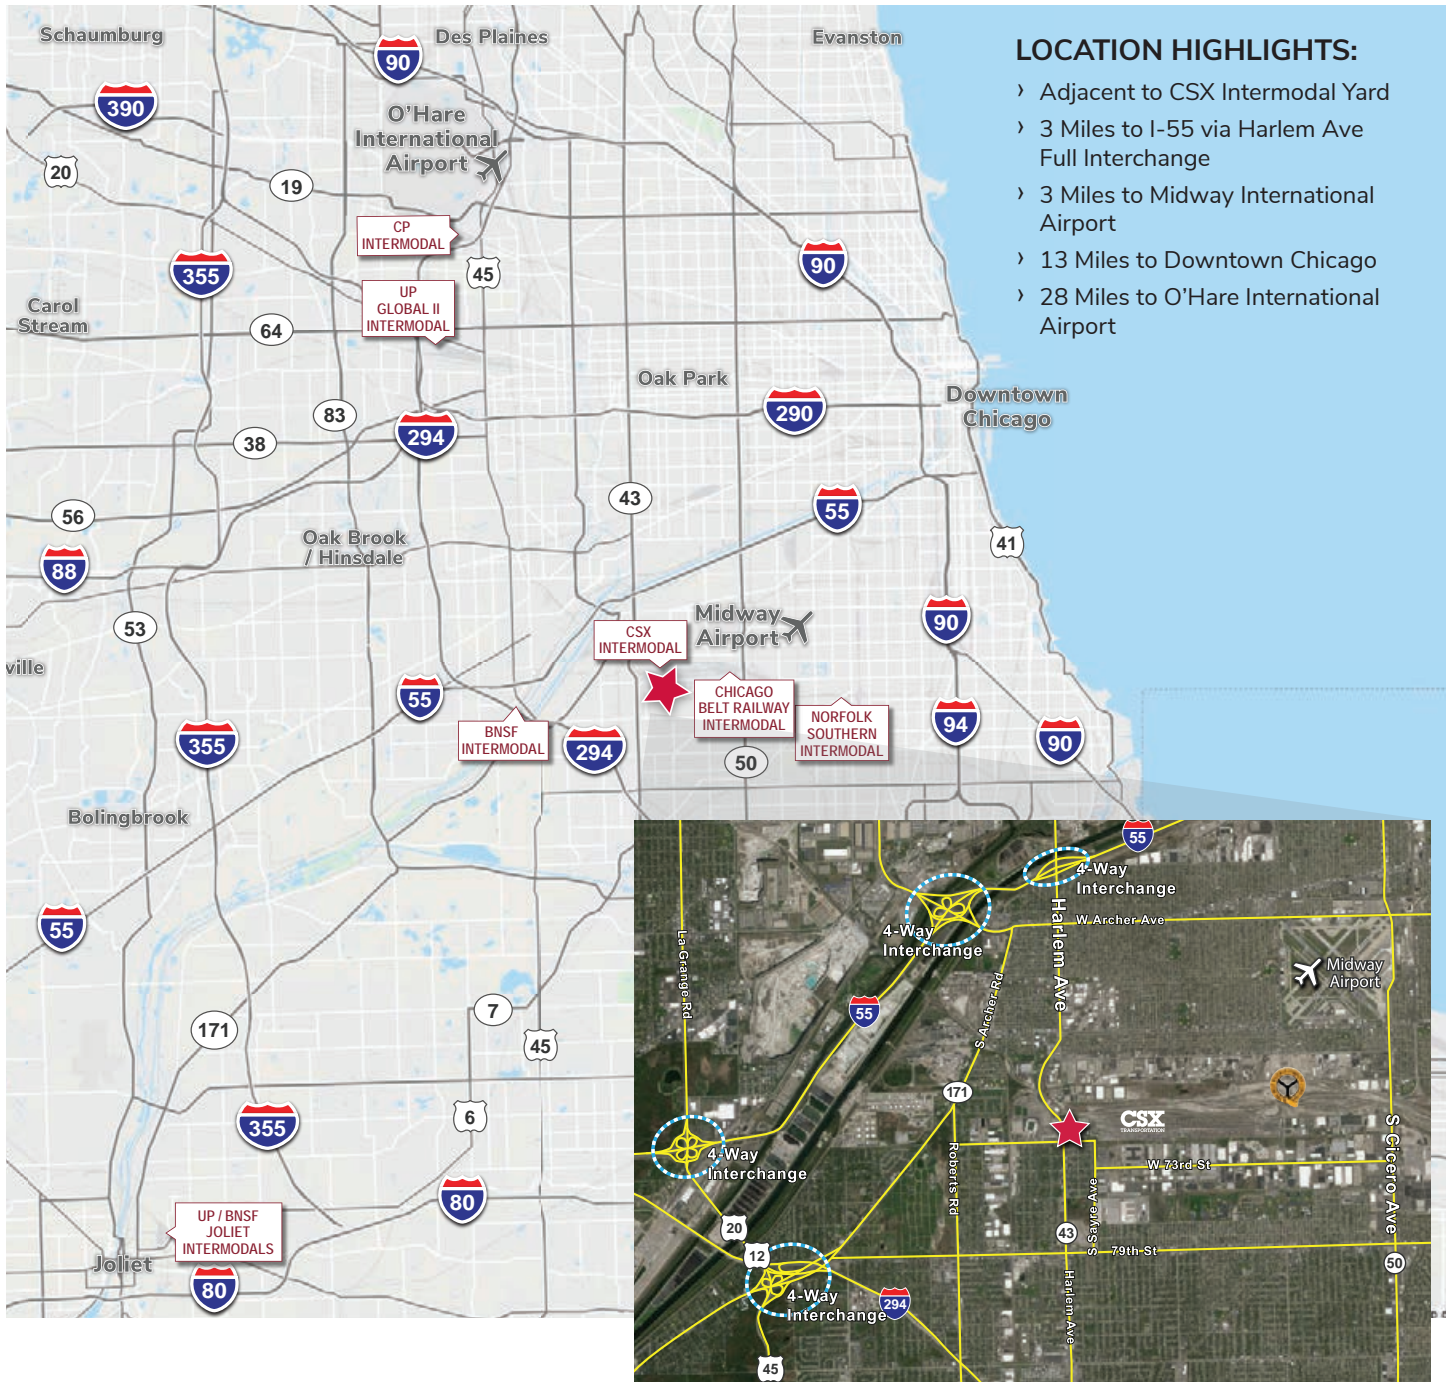 LOCATION HIGHLIGHTS:
› Adjacent to CSX Intermodal Yard
› 3 Miles to I-55 via Harlem Ave
Full Interchange
› 3 Miles to Midway International
Airport
› 13 Miles to Downtown Chicago
› 28 Miles to O'Hare International
Airport
Schaumburg
Des Plaines
Evanston
90
390
O'Hare
International
Airport
20
19
CP
INTERMODAL
45
90
355
UP
GLOBAL II
INTERMODAL
Carol
Stream
64
Oak Park
Downtown
Chicago
290
83
294
38
43
55
56
41
Oak Brook
/ Hinsdale
88
53
Midway
Airport
90
CSX
INTERMODAL
ville
55
CHICAGO
BELT RAILWAY
INTERMODAL
NORFOLK
SOUTHERN
INTERMODAL
94
90
355
BNSF
INTERMODAL
294
50
Bolingbrook
55
7
171
45
6
355
80
UP / BNSF
JOLIET
INTERMODALS
Joliet
80
55
4-Way
Interchange
Harlem Ave
W Archer Ave
4-Way
Interchange
La Grange Rd
Midway
Airport
S Archer Rd
55
171
CSX
TRANSPORTATION
S Cicero Ave
4-Way
Interchange
Roberts Rd
W 73rd St
S Sayre Ave
20
43
12
79th St
50
4-Way
Interchange
294
Harlem Ave
45